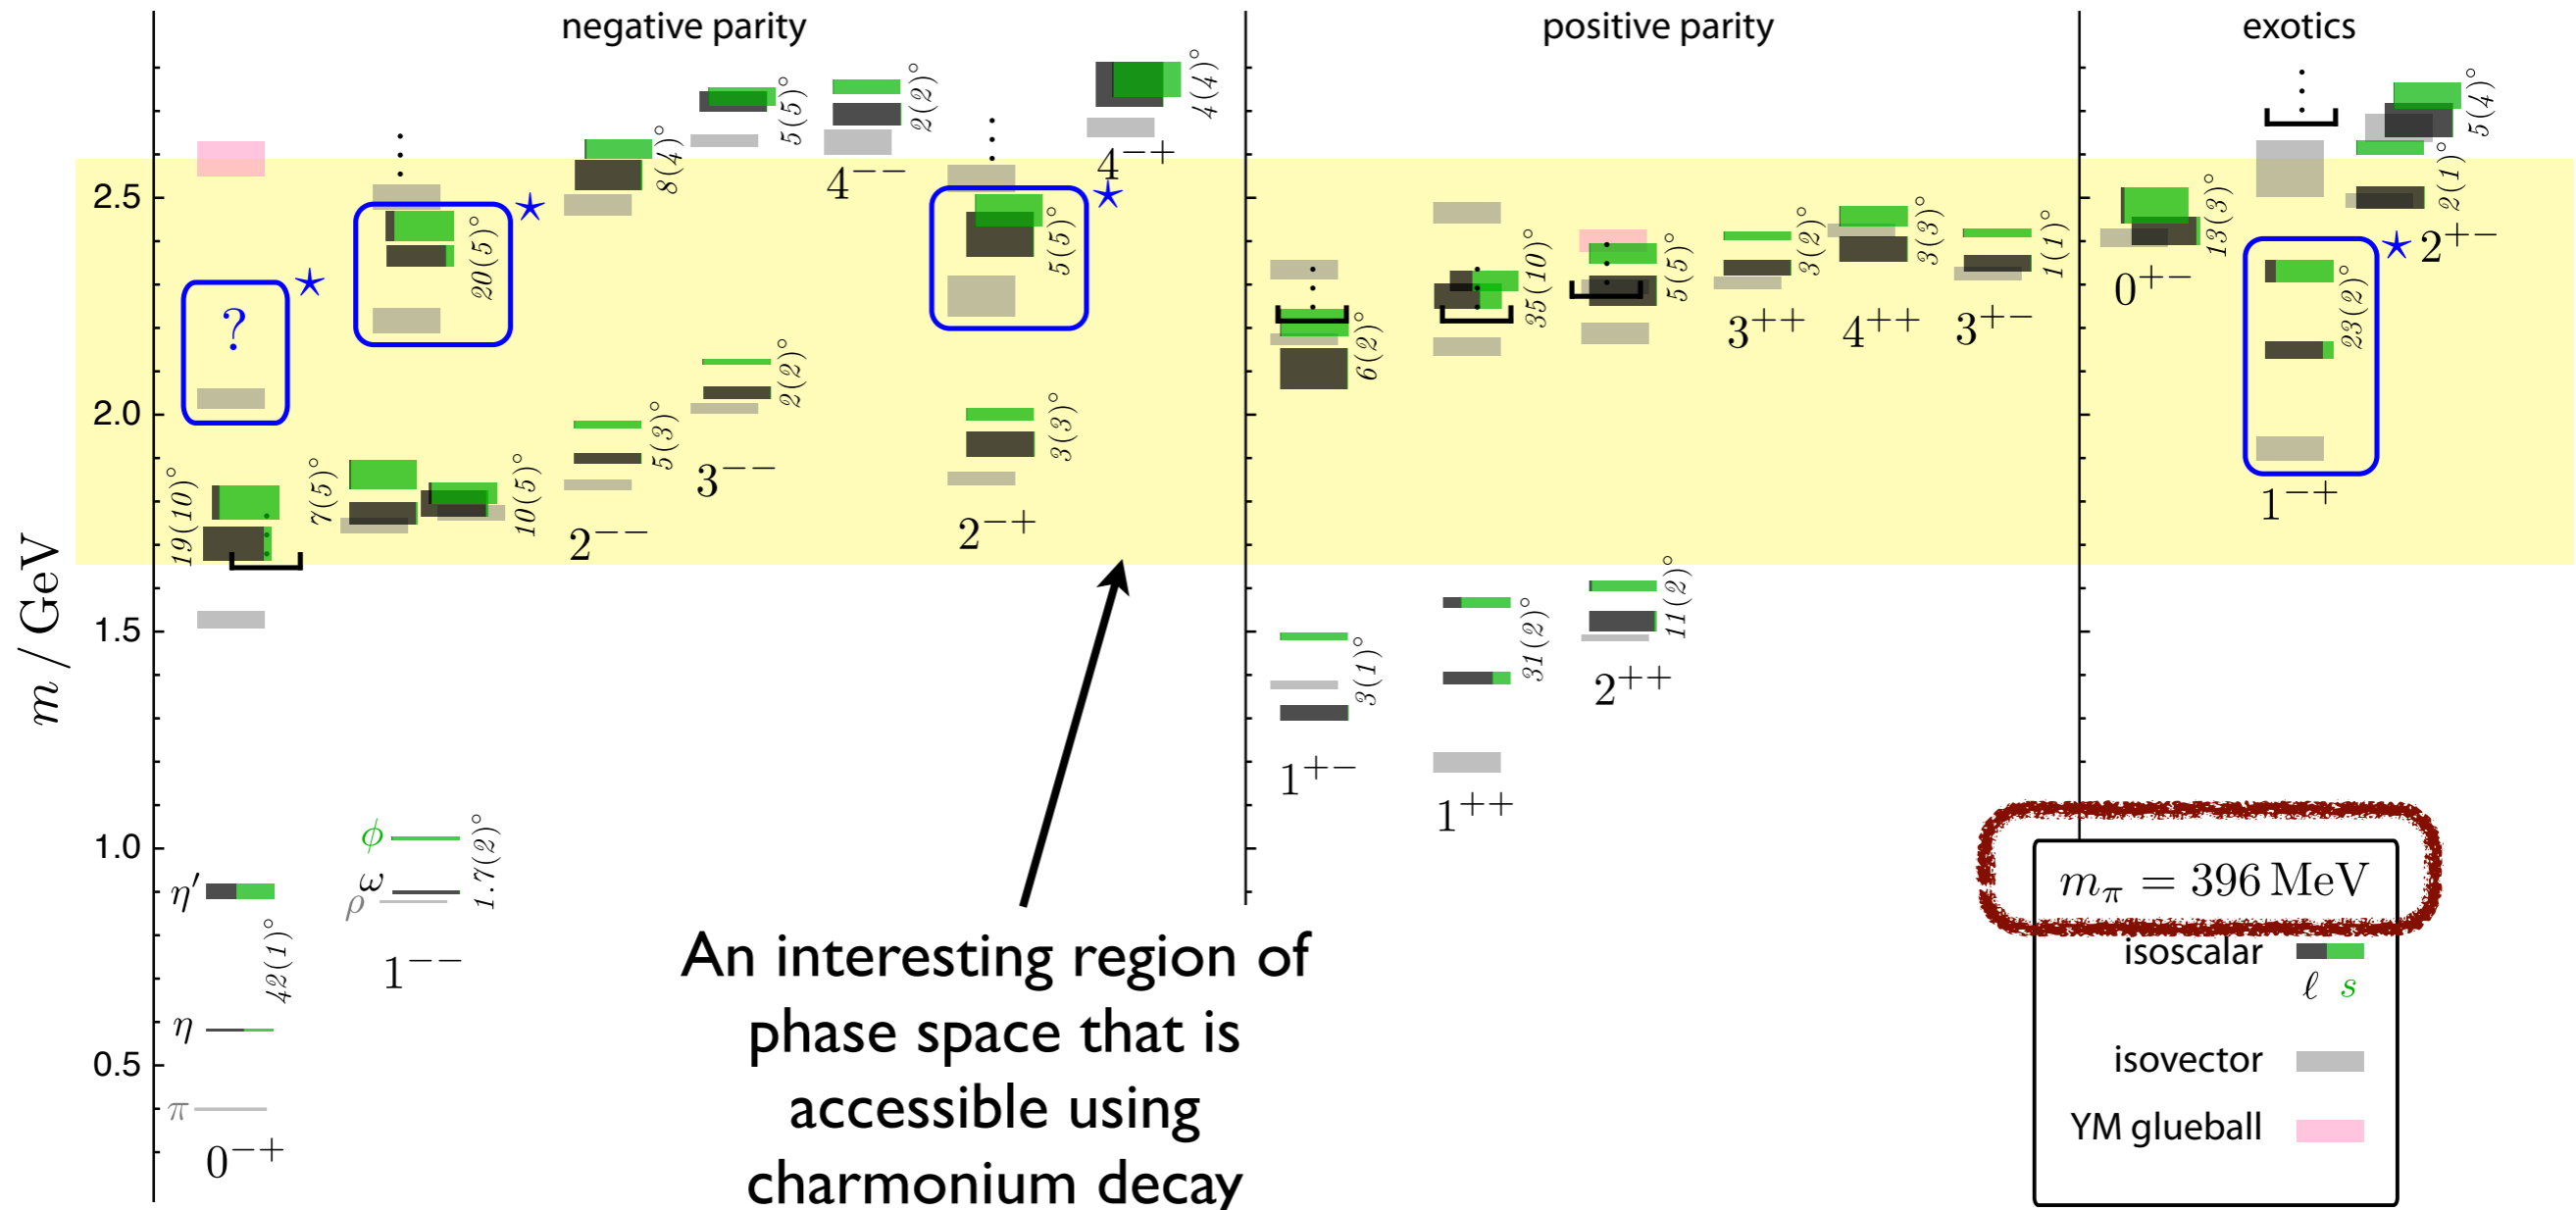 negative parity
positive parity
exotics
m / GeV
2.5
2.0
1.5
1.0
0.5
?
19(10)°
7(5)°
20(5)°
10(5)°
8(4)°
5(3)°
2^{--}
5(5)°
2(2)°
3^{--}
2(2)°
4^{--}
5(5)°
3(3)°
2^{-+}
4(4)°
4^{-+}
η′
42(1)°
η
π
0^{-+}
ϕ
ω
ρ
1.7(2)°
1^{--}
6(2)°
3(1)°
1^{+-}
35(10)°
31(2)°
1^{++}
5(5)°
11(2)°
2^{++}
3(2)°
3^{++}
3(3)°
4^{++}
1(1)°
3^{+-}
13(3)°
0^{+-}
23(2)°
1^{-+}
5(4)°
2(1)°
2^{+-}
An interesting region of
phase space that is
accessible using
charmonium decay
m_π = 396 MeV
isoscalar
ℓ s
isovector
YM glueball